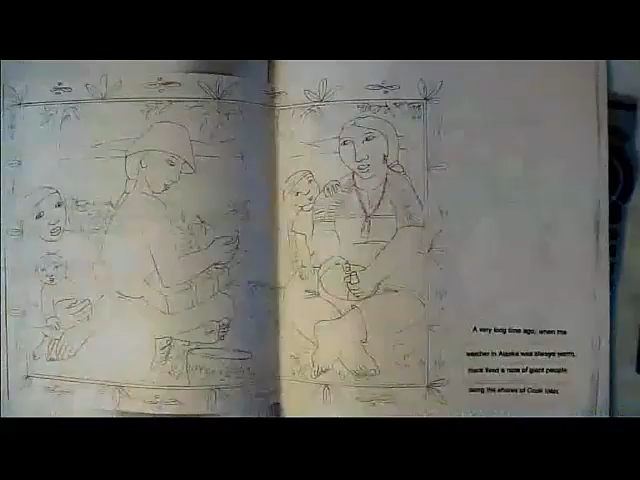 A very long time ago, when the
weather in Alaska was always warm,
there lived a race of giant people
along the shores of Cook Inlet.